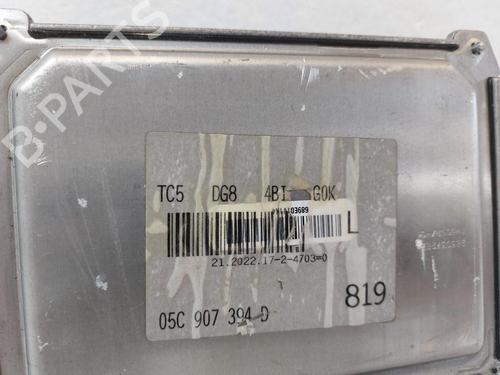 B-PARTS
TC5 DG8 4BI G0K
L
21.2022.17-2-4703=0
05C 907 394 D
819